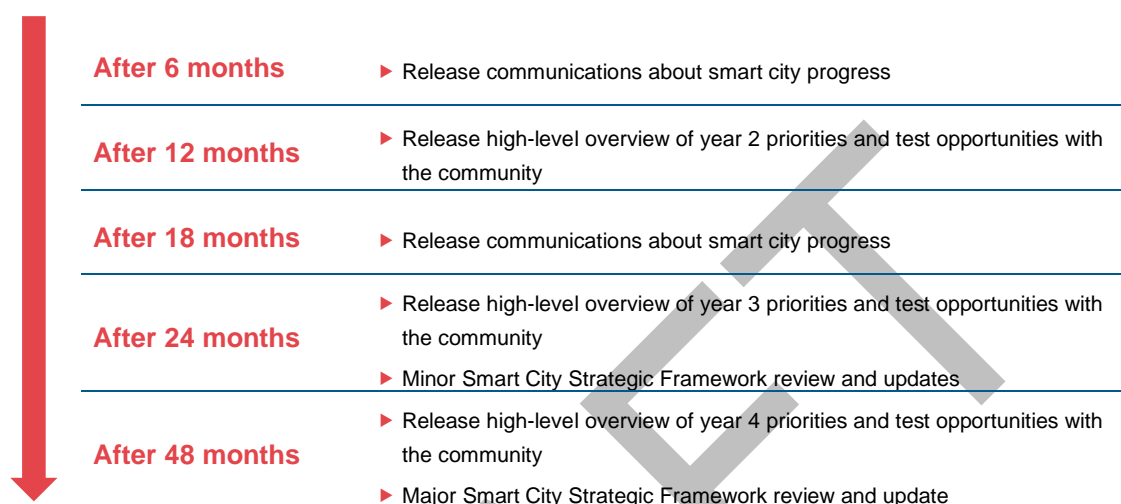 After 6 months
▶ Release communications about smart city progress
After 12 months
▶ Release high-level overview of year 2 priorities and test opportunities with
the community
After 18 months
▶ Release communications about smart city progress
After 24 months
▶ Release high-level overview of year 3 priorities and test opportunities with
the community
▶ Minor Smart City Strategic Framework review and updates
After 48 months
▶ Release high-level overview of year 4 priorities and test opportunities with
the community
▶ Major Smart City Strategic Framework review and update